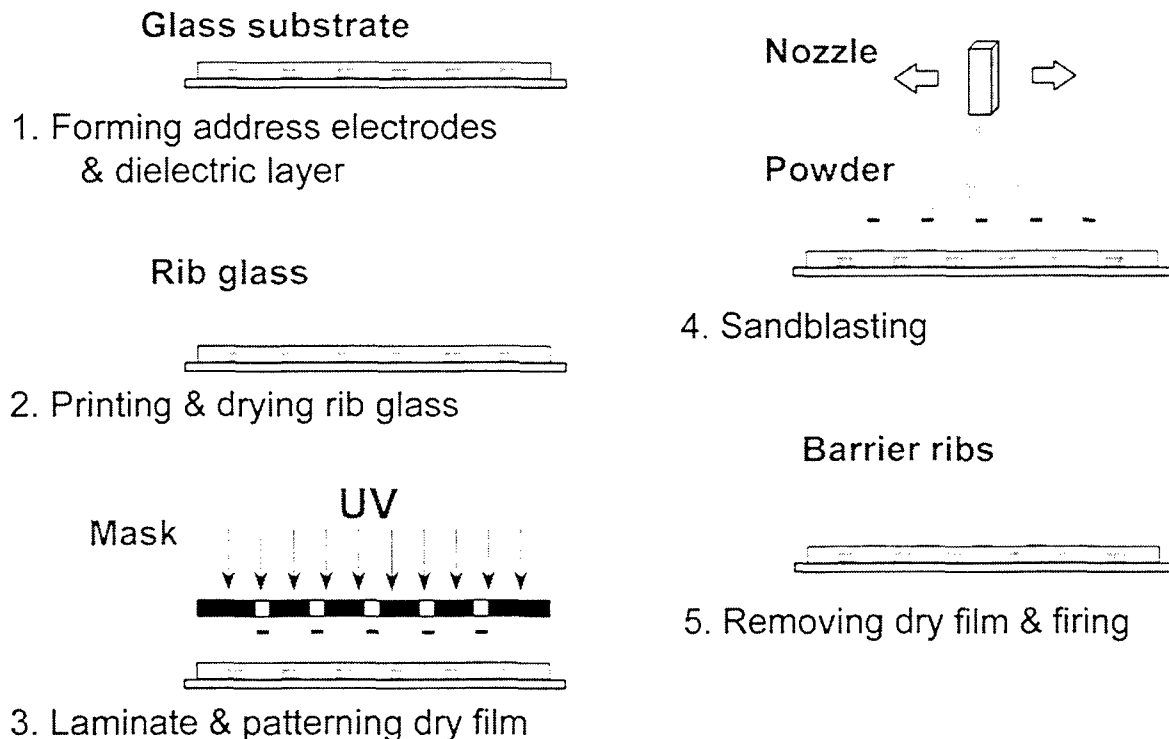 Glass substrate
1. Forming address electrodes
& dielectric layer
Rib glass
2. Printing & drying rib glass
UV
Mask
3. Laminate & patterning dry film
Nozzle
Powder
4. Sandblasting
Barrier ribs
5. Removing dry film & firing